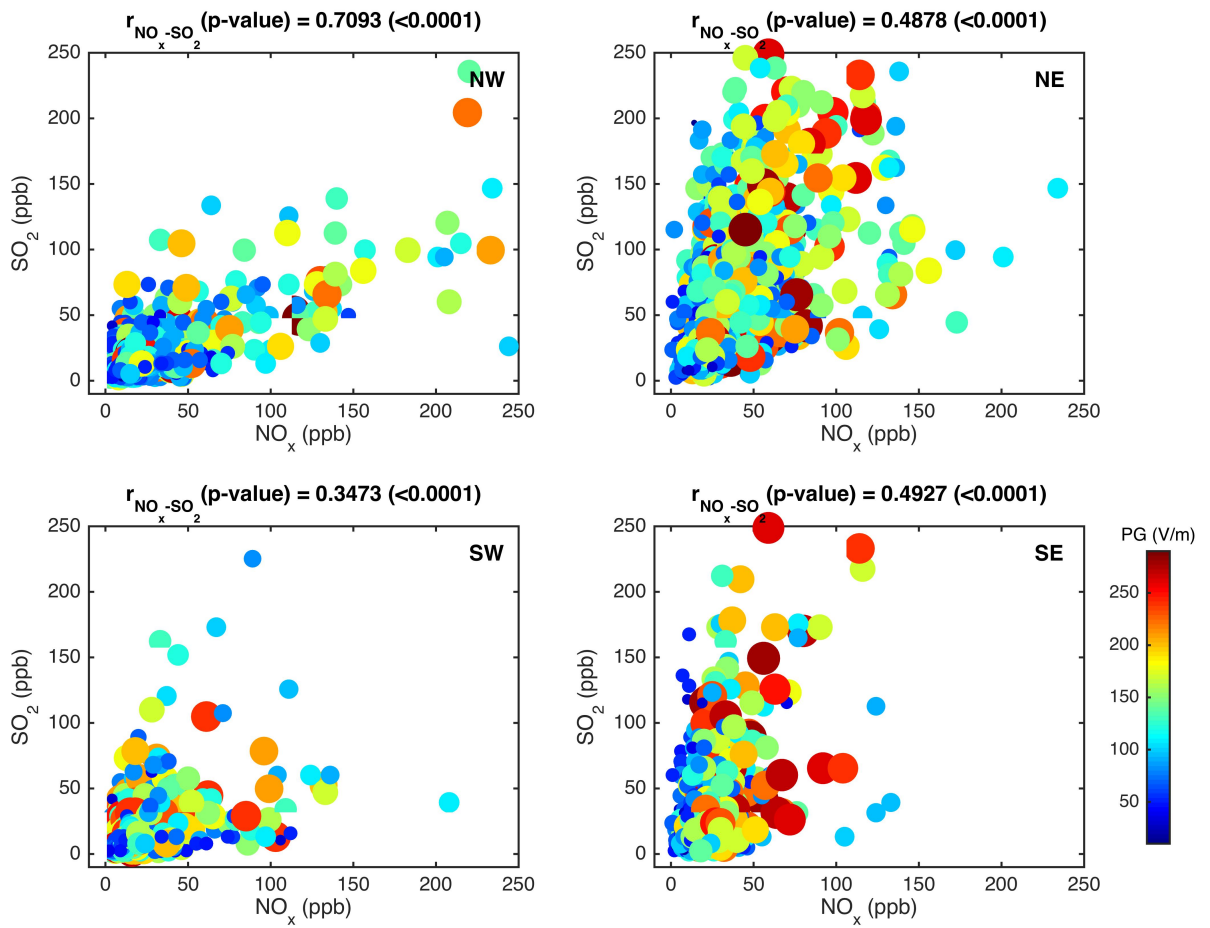 r NOx-SO2 (p-value) = 0.7093 (<0.0001)
250
200
150
100
50
0
SO2 (ppb)
NW
0 50 100 150 200 250
NOx (ppb)
r NOx-SO2 (p-value) = 0.4878 (<0.0001)
250
200
150
100
50
0
SO2 (ppb)
NE
0 50 100 150 200 250
NOx (ppb)
r NOx-SO2 (p-value) = 0.3473 (<0.0001)
250
200
150
100
50
0
SO2 (ppb)
SW
0 50 100 150 200 250
NOx (ppb)
r NOx-SO2 (p-value) = 0.4927 (<0.0001)
250
200
150
100
50
0
SO2 (ppb)
SE
0 50 100 150 200 250
NOx (ppb)
PG (V/m)
250
200
150
100
50